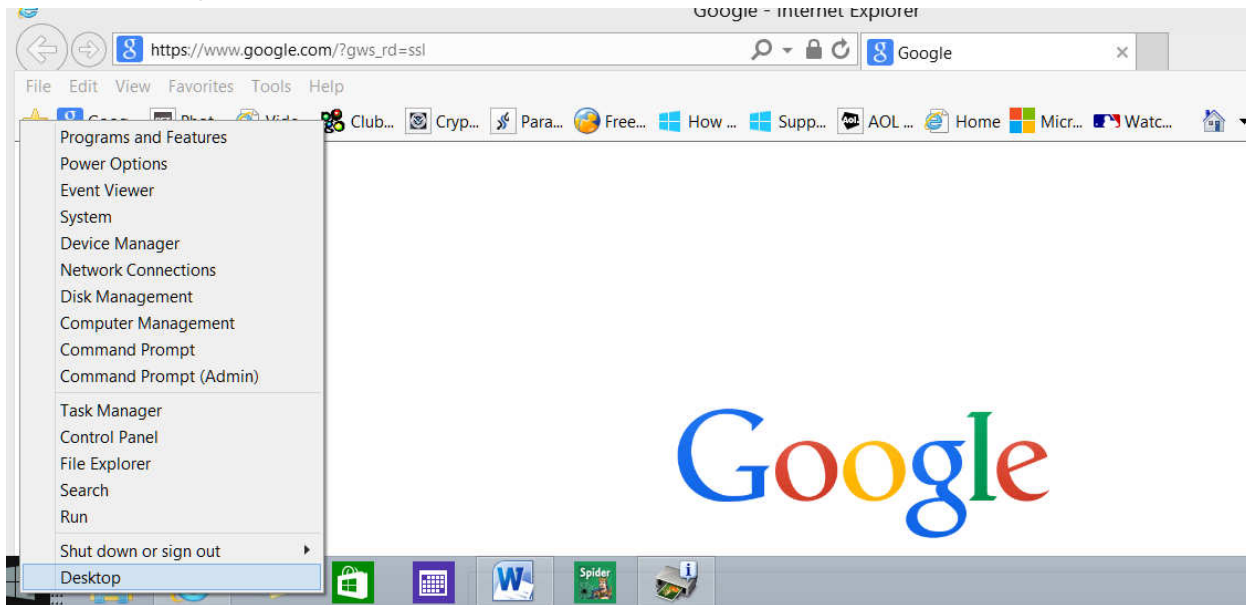 Google - Internet Explorer
https://www.google.com/?gws_rd=ssl
Google
File Edit View Favorites Tools Help
Club... Cryp... Para... Free... How ... Supp... AOL ... Home Micr... Watc...
Programs and Features
Power Options
Event Viewer
System
Device Manager
Network Connections
Disk Management
Computer Management
Command Prompt
Command Prompt (Admin)
Task Manager
Control Panel
File Explorer
Search
Run
Shut down or sign out
Desktop
Google
Spider